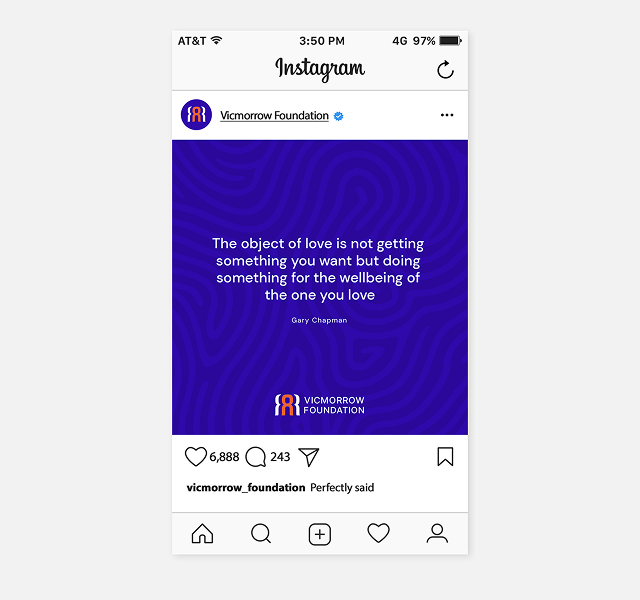 AT&T 3:50 PM 4G 97%
Instagram
Vicmorrow Foundation
The object of love is not getting
something you want but doing
something for the wellbeing of
the one you love
Gary Chapman
VICMORROW
FOUNDATION
6,888 243
vicmorrow_foundation Perfectly said